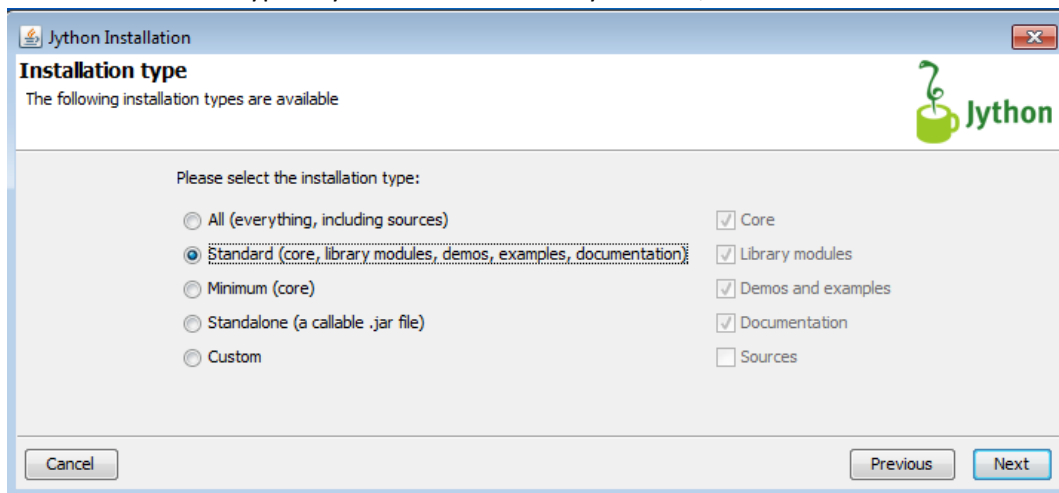 Jython Installation
Installation type
The following installation types are available
Jython
Please select the installation type:
All (everything, including sources)
Core
Standard (core, library modules, demos, examples, documentation)
Library modules
Minimum (core)
Demos and examples
Standalone (a callable .jar file)
Documentation
Custom
Sources
Cancel
Previous
Next